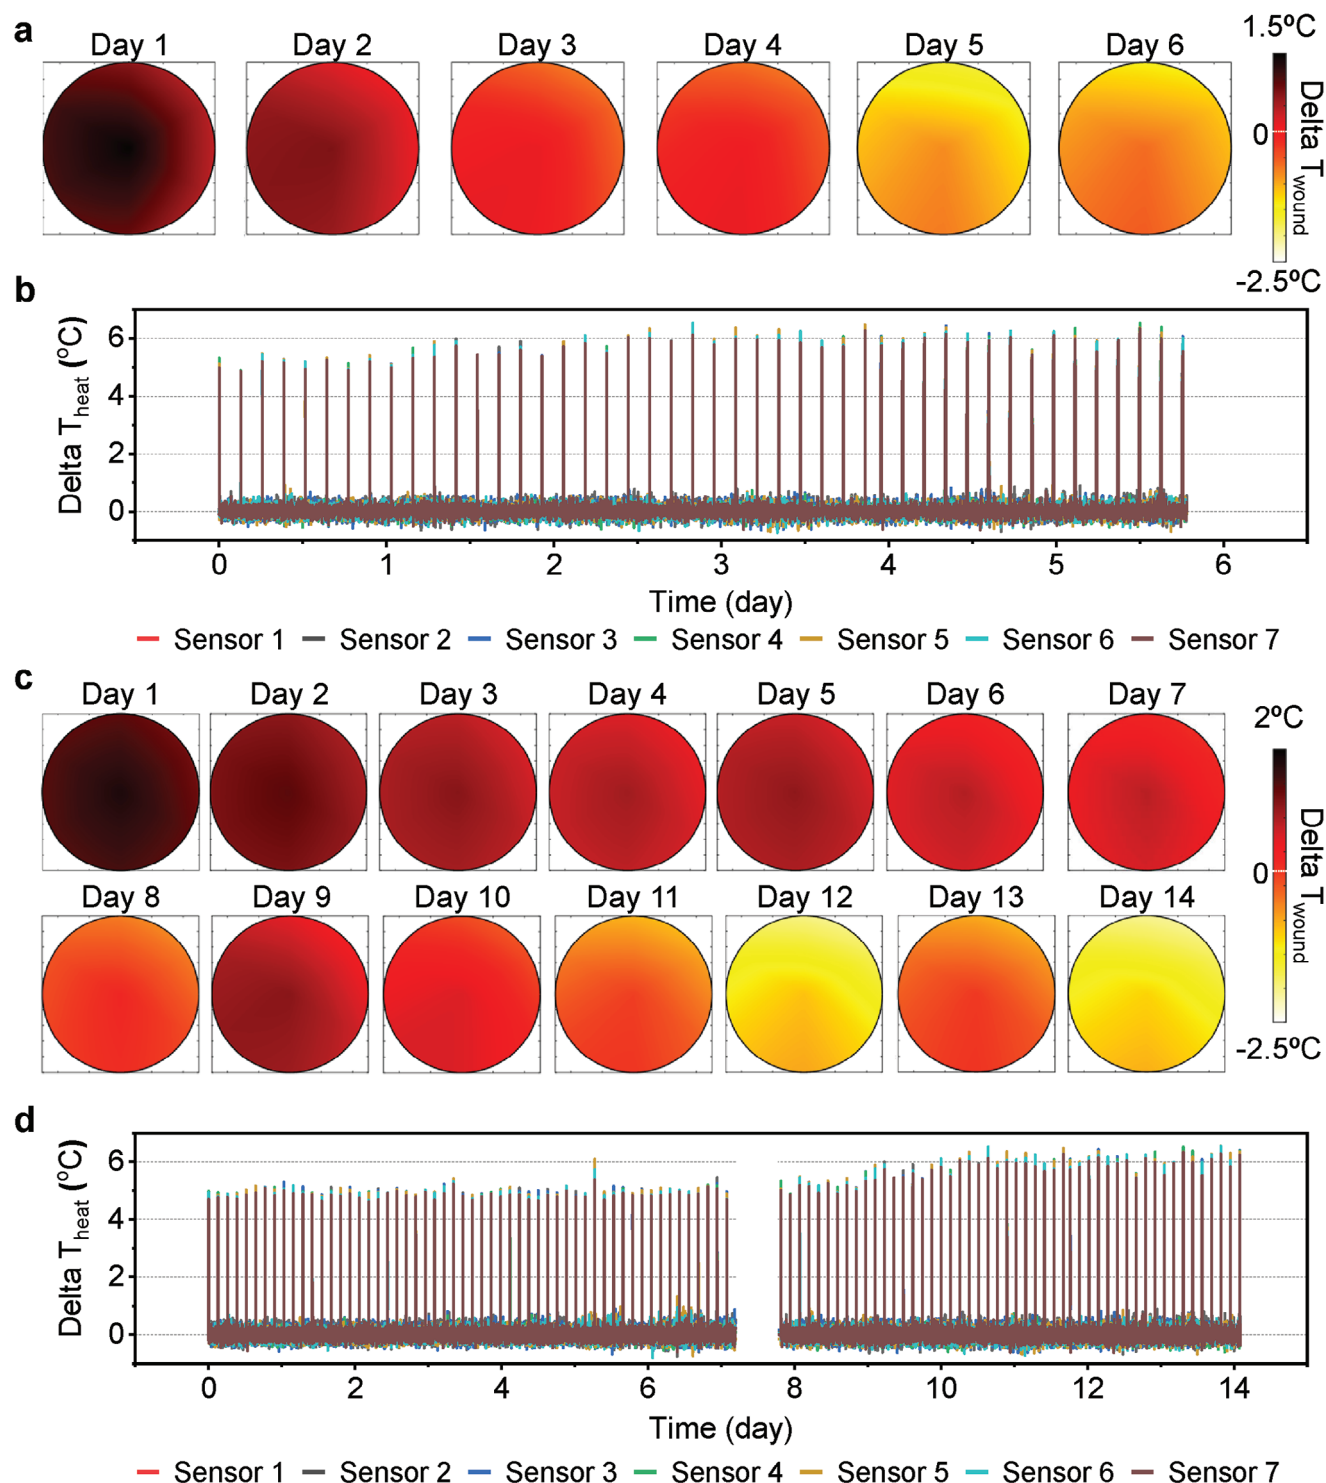 a
Day 1 Day 2 Day 3 Day 4 Day 5 Day 6
1.5ºC
0
-2.5ºC
Delta Twound
b
Delta Theat (oC)
6
4
2
0
0 1 2 3 4 5 6
Time (day)
Sensor 1 Sensor 2 Sensor 3 Sensor 4 Sensor 5 Sensor 6 Sensor 7
c
Day 1 Day 2 Day 3 Day 4 Day 5 Day 6 Day 7
Day 8 Day 9 Day 10 Day 11 Day 12 Day 13 Day 14
2ºC
0
-2.5ºC
Delta Twound
d
Delta Theat (oC)
6
4
2
0
0 2 4 6 8 10 12 14
Time (day)
Sensor 1 Sensor 2 Sensor 3 Sensor 4 Sensor 5 Sensor 6 Sensor 7